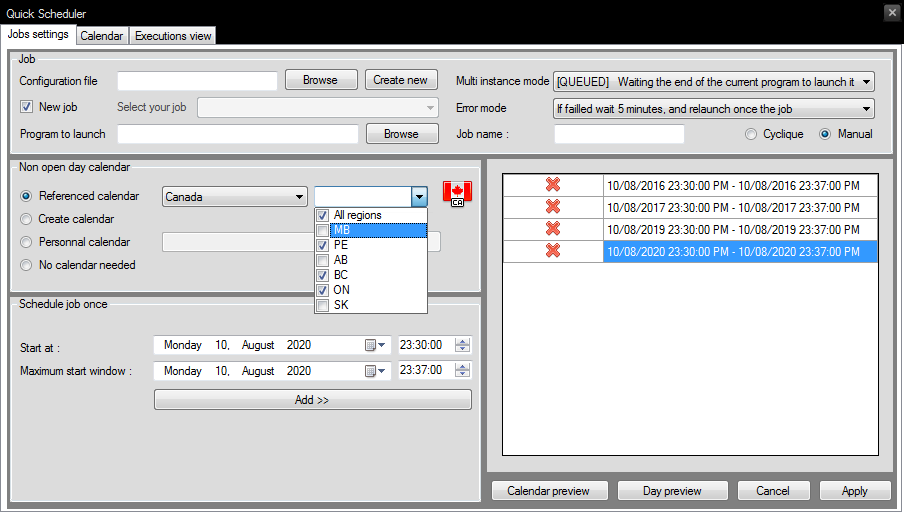 Quick Scheduler
Jobs settings Calendar Executions view
Job
Configuration file Browse Create new
New job Select your job
Program to launch Browse
Multi instance mode [QUEUED] Waiting the end of the current program to launch it
Error mode If failled wait 5 minutes, and relaunch once the job
Job name : Cyclique Manual
Non open day calendar
Referenced calendar Canada CA
Create calendar
Personnal calendar
No calendar needed
All regions
MB
PE
AB
BC
ON
SK
Schedule job once
Start at : Monday 10, August 2020 23:30:00
Maximum start window : Monday 10, August 2020 23:37:00
Add >>
10/08/2016 23:30:00 PM - 10/08/2016 23:37:00 PM
10/08/2017 23:30:00 PM - 10/08/2017 23:37:00 PM
10/08/2019 23:30:00 PM - 10/08/2019 23:37:00 PM
10/08/2020 23:30:00 PM - 10/08/2020 23:37:00 PM
Calendar preview Day preview Cancel Apply